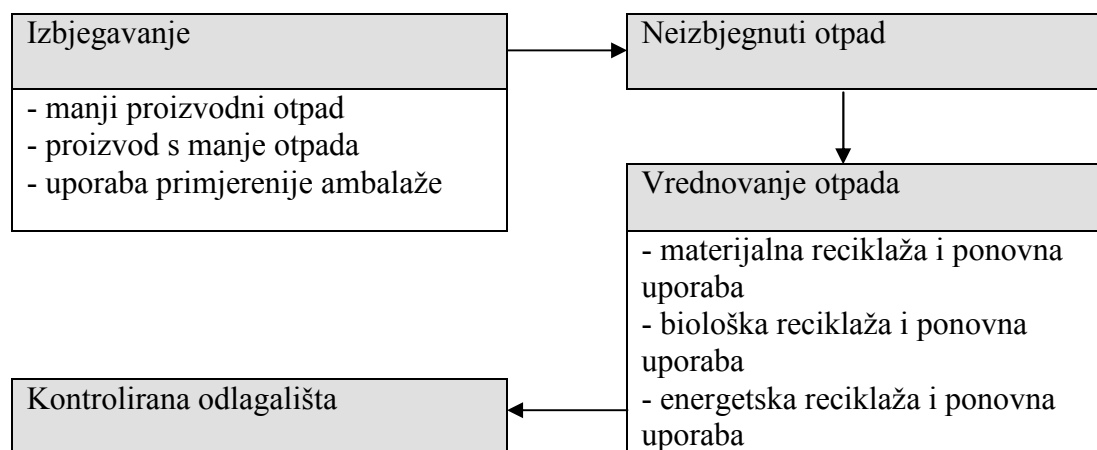 Izbjegavanje
- manji proizvodni otpad
- proizvod s manje otpada
- uporaba primjerenije ambalaže
Neizbjegnuti otpad
Vrednovanje otpada
- materijalna reciklaža i ponovna
uporaba
- biološka reciklaža i ponovna
uporaba
- energetska reciklaža i ponovna
uporaba
Kontrolirana odlagališta